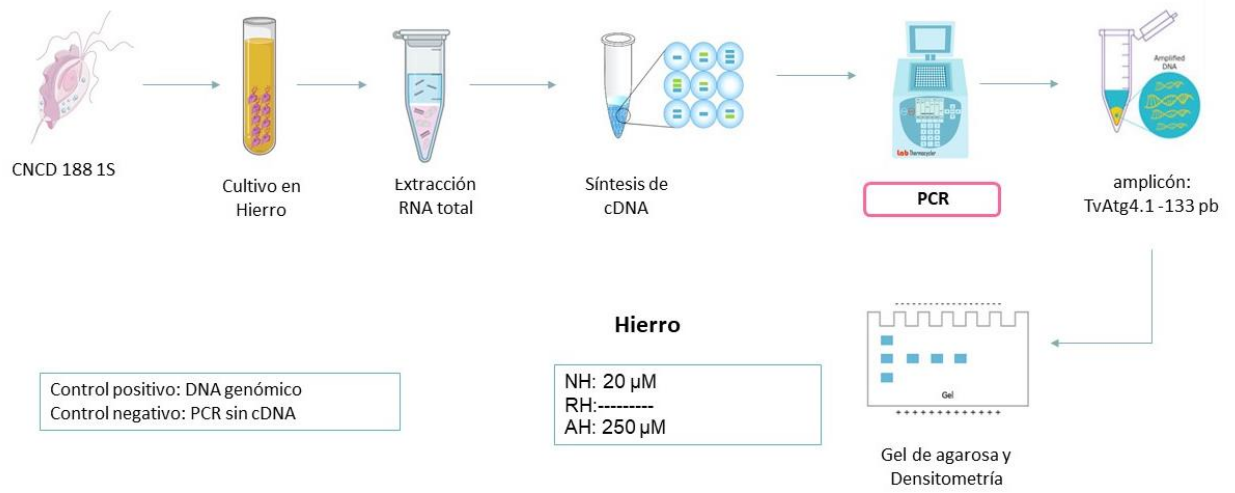 CNCD 188 1S
Cultivo en
Hierro
Extracción
RNA total
Síntesis de
cDNA
Lab Thermocycler
PCR
Amplified
DNA
amplicón:
TvAtg4.1 -133 pb
Hierro
Control positivo: DNA genómico
Control negativo: PCR sin cDNA
NH: 20 µM
RH:---------
AH: 250 µM
Gel
+ + + + + + + + + + + + +
Gel de agarosa y
Densitometría